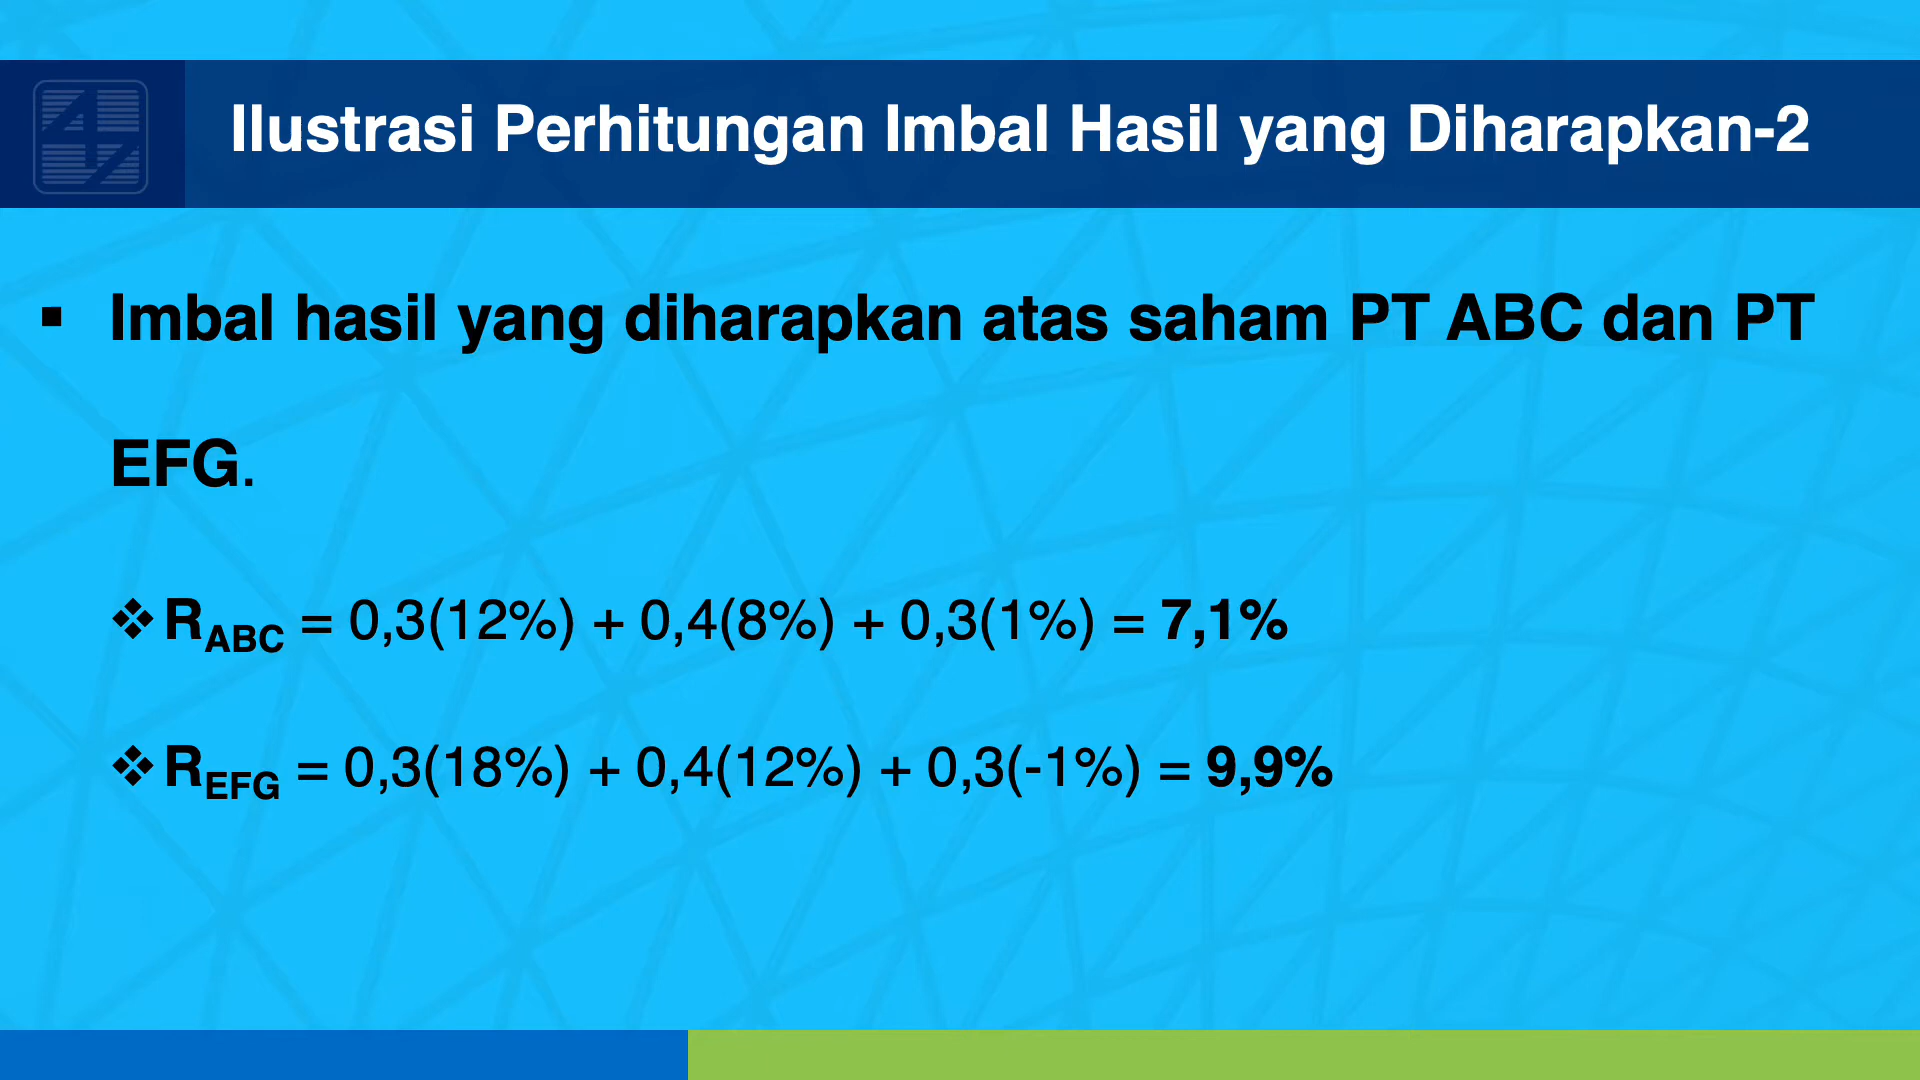 Ilustrasi Perhitungan Imbal Hasil yang Diharapkan-2
▪ Imbal hasil yang diharapkan atas saham PT ABC dan PT
EFG.
❖ R_ABC = 0,3(12%) + 0,4(8%) + 0,3(1%) = 7,1%
❖ R_EFG = 0,3(18%) + 0,4(12%) + 0,3(-1%) = 9,9%